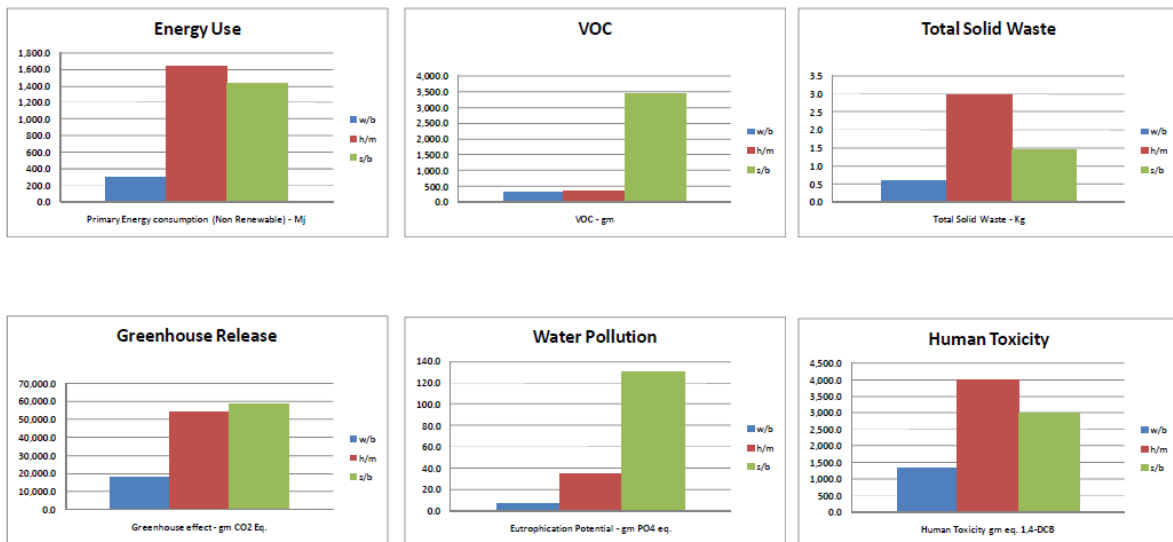 Energy Use
1,800.0
1,600.0
1,400.0
1,200.0
1,000.0
800.0
600.0
400.0
200.0
0.0
w/b
h/m
s/b
Primary Energy consumption (Non Renewable) - Mj
VOC
4,000.0
3,500.0
3,000.0
2,500.0
2,000.0
1,500.0
1,000.0
500.0
0.0
w/b
h/m
s/b
VOC - gm
Total Solid Waste
3.5
3.0
2.5
2.0
1.5
1.0
0.5
0.0
w/b
h/m
s/b
Total Solid Waste - Kg
Greenhouse Release
70,000.0
60,000.0
50,000.0
40,000.0
30,000.0
20,000.0
10,000.0
0.0
w/b
h/m
s/b
Greenhouse effect - gm CO2 Eq.
Water Pollution
140.0
120.0
100.0
80.0
60.0
40.0
20.0
0.0
w/b
h/m
s/b
Eutrophication Potential - gm PO4 eq.
Human Toxicity
4,500.0
4,000.0
3,500.0
3,000.0
2,500.0
2,000.0
1,500.0
1,000.0
500.0
0.0
w/b
h/m
s/b
Human Toxicity gm eq. 1,4-DCB